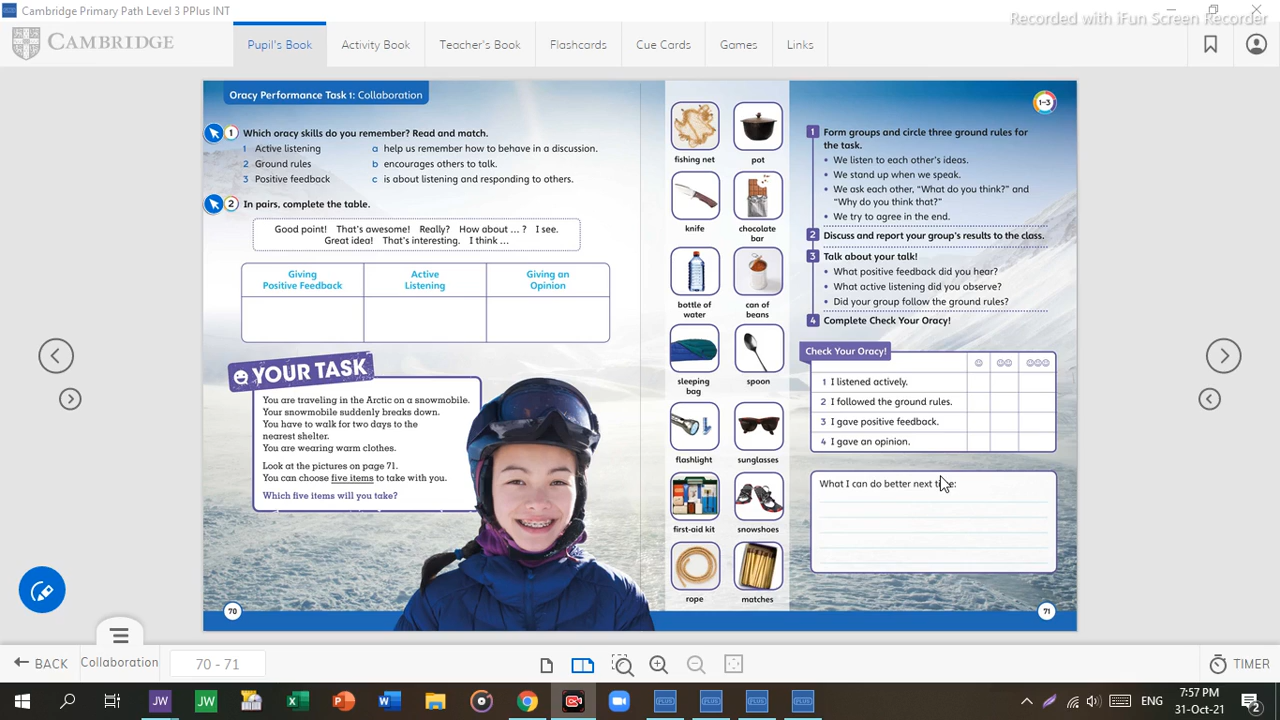 Cambridge Primary Path Level 3 PPlus INT
Recorded with iFun Screen Recorder
CAMBRIDGE
Pupil's Book
Activity Book
Teacher's Book
Flashcards
Cue Cards
Games
Links
Oracy Performance Task 1: Collaboration
1 Which oracy skills do you remember? Read and match.
1 Active listening
2 Ground rules
3 Positive feedback
a help us remember how to behave in a discussion.
b encourages others to talk.
c is about listening and responding to others.
2 In pairs, complete the table.
Good point! That's awesome! Really? How about ... ? I see.
Great idea! That's interesting. I think ...
Giving
Positive Feedback
Active
Listening
Giving an
Opinion
YOUR TASK
You are traveling in the Arctic on a snowmobile.
Your snowmobile suddenly breaks down.
You have to walk for two days to the
nearest shelter.
You are wearing warm clothes.
Look at the pictures on page 71.
You can choose five items to take with you.
Which five items will you take?
70
fishing net
pot
knife
chocolate
bar
bottle of
water
can of
beans
sleeping
bag
spoon
flashlight
sunglasses
first-aid kit
snowshoes
rope
matches
1–3
1 Form groups and circle three ground rules for
the task.
• We listen to each other's ideas.
• We stand up when we speak.
• We ask each other, "What do you think?" and
"Why do you think that?"
• We try to agree in the end.
2 Discuss and report your group's results to the class.
3 Talk about your talk!
• What positive feedback did you hear?
• What active listening did you observe?
• Did your group follow the ground rules?
4 Complete Check Your Oracy!
Check Your Oracy!
1 I listened actively.
2 I followed the ground rules.
3 I gave positive feedback.
4 I gave an opinion.
What I can do better next time:
71
BACK
Collaboration
70 - 71
TIMER
JW
JW
PLUS
PLUS
PLUS
PLUS
ENG
7:57 PM
31-Oct-21
2